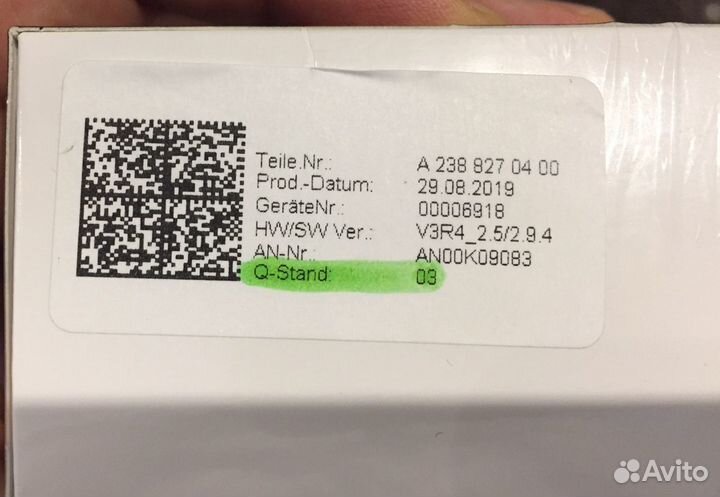 Teile.Nr.: A 238 827 04 00
Prod.-Datum: 29.08.2019
GeräteNr.: 00006918
HW/SW Ver.: V3R4_2.5/2.9.4
AN-Nr.: AN00K09083
Q-Stand: 03
Avito